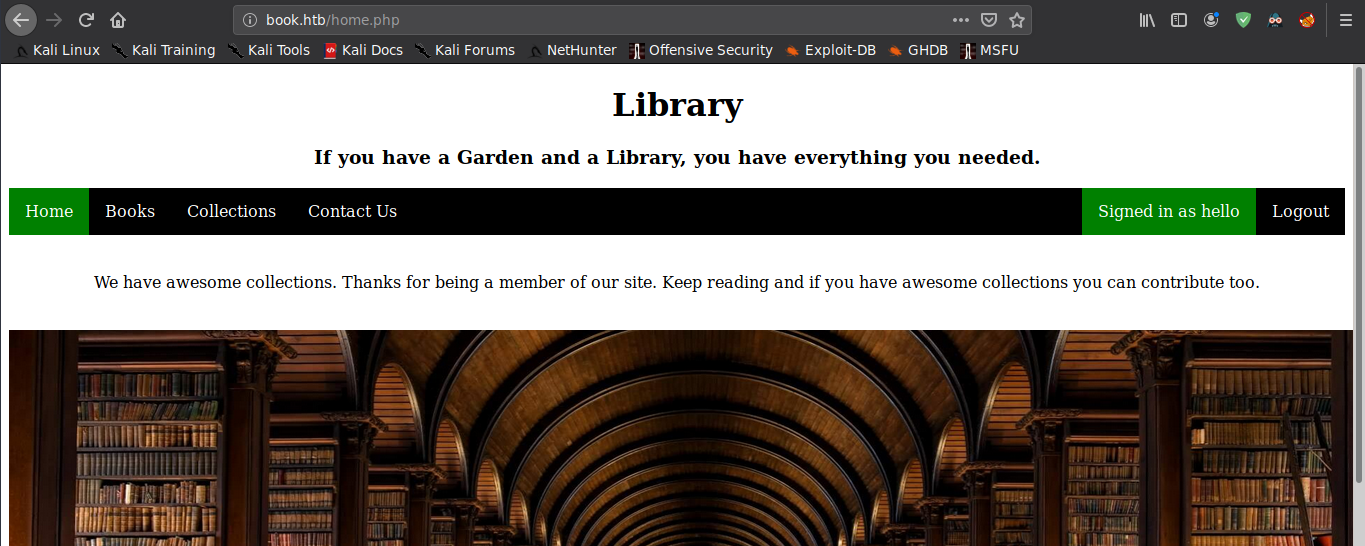 book.htb/home.php
Kali Linux Kali Training Kali Tools Kali Docs Kali Forums NetHunter Offensive Security Exploit-DB GHDB MSFU
Library
If you have a Garden and a Library, you have everything you needed.
Home Books Collections Contact Us Signed in as hello Logout
We have awesome collections. Thanks for being a member of our site. Keep reading and if you have awesome collections you can contribute too.